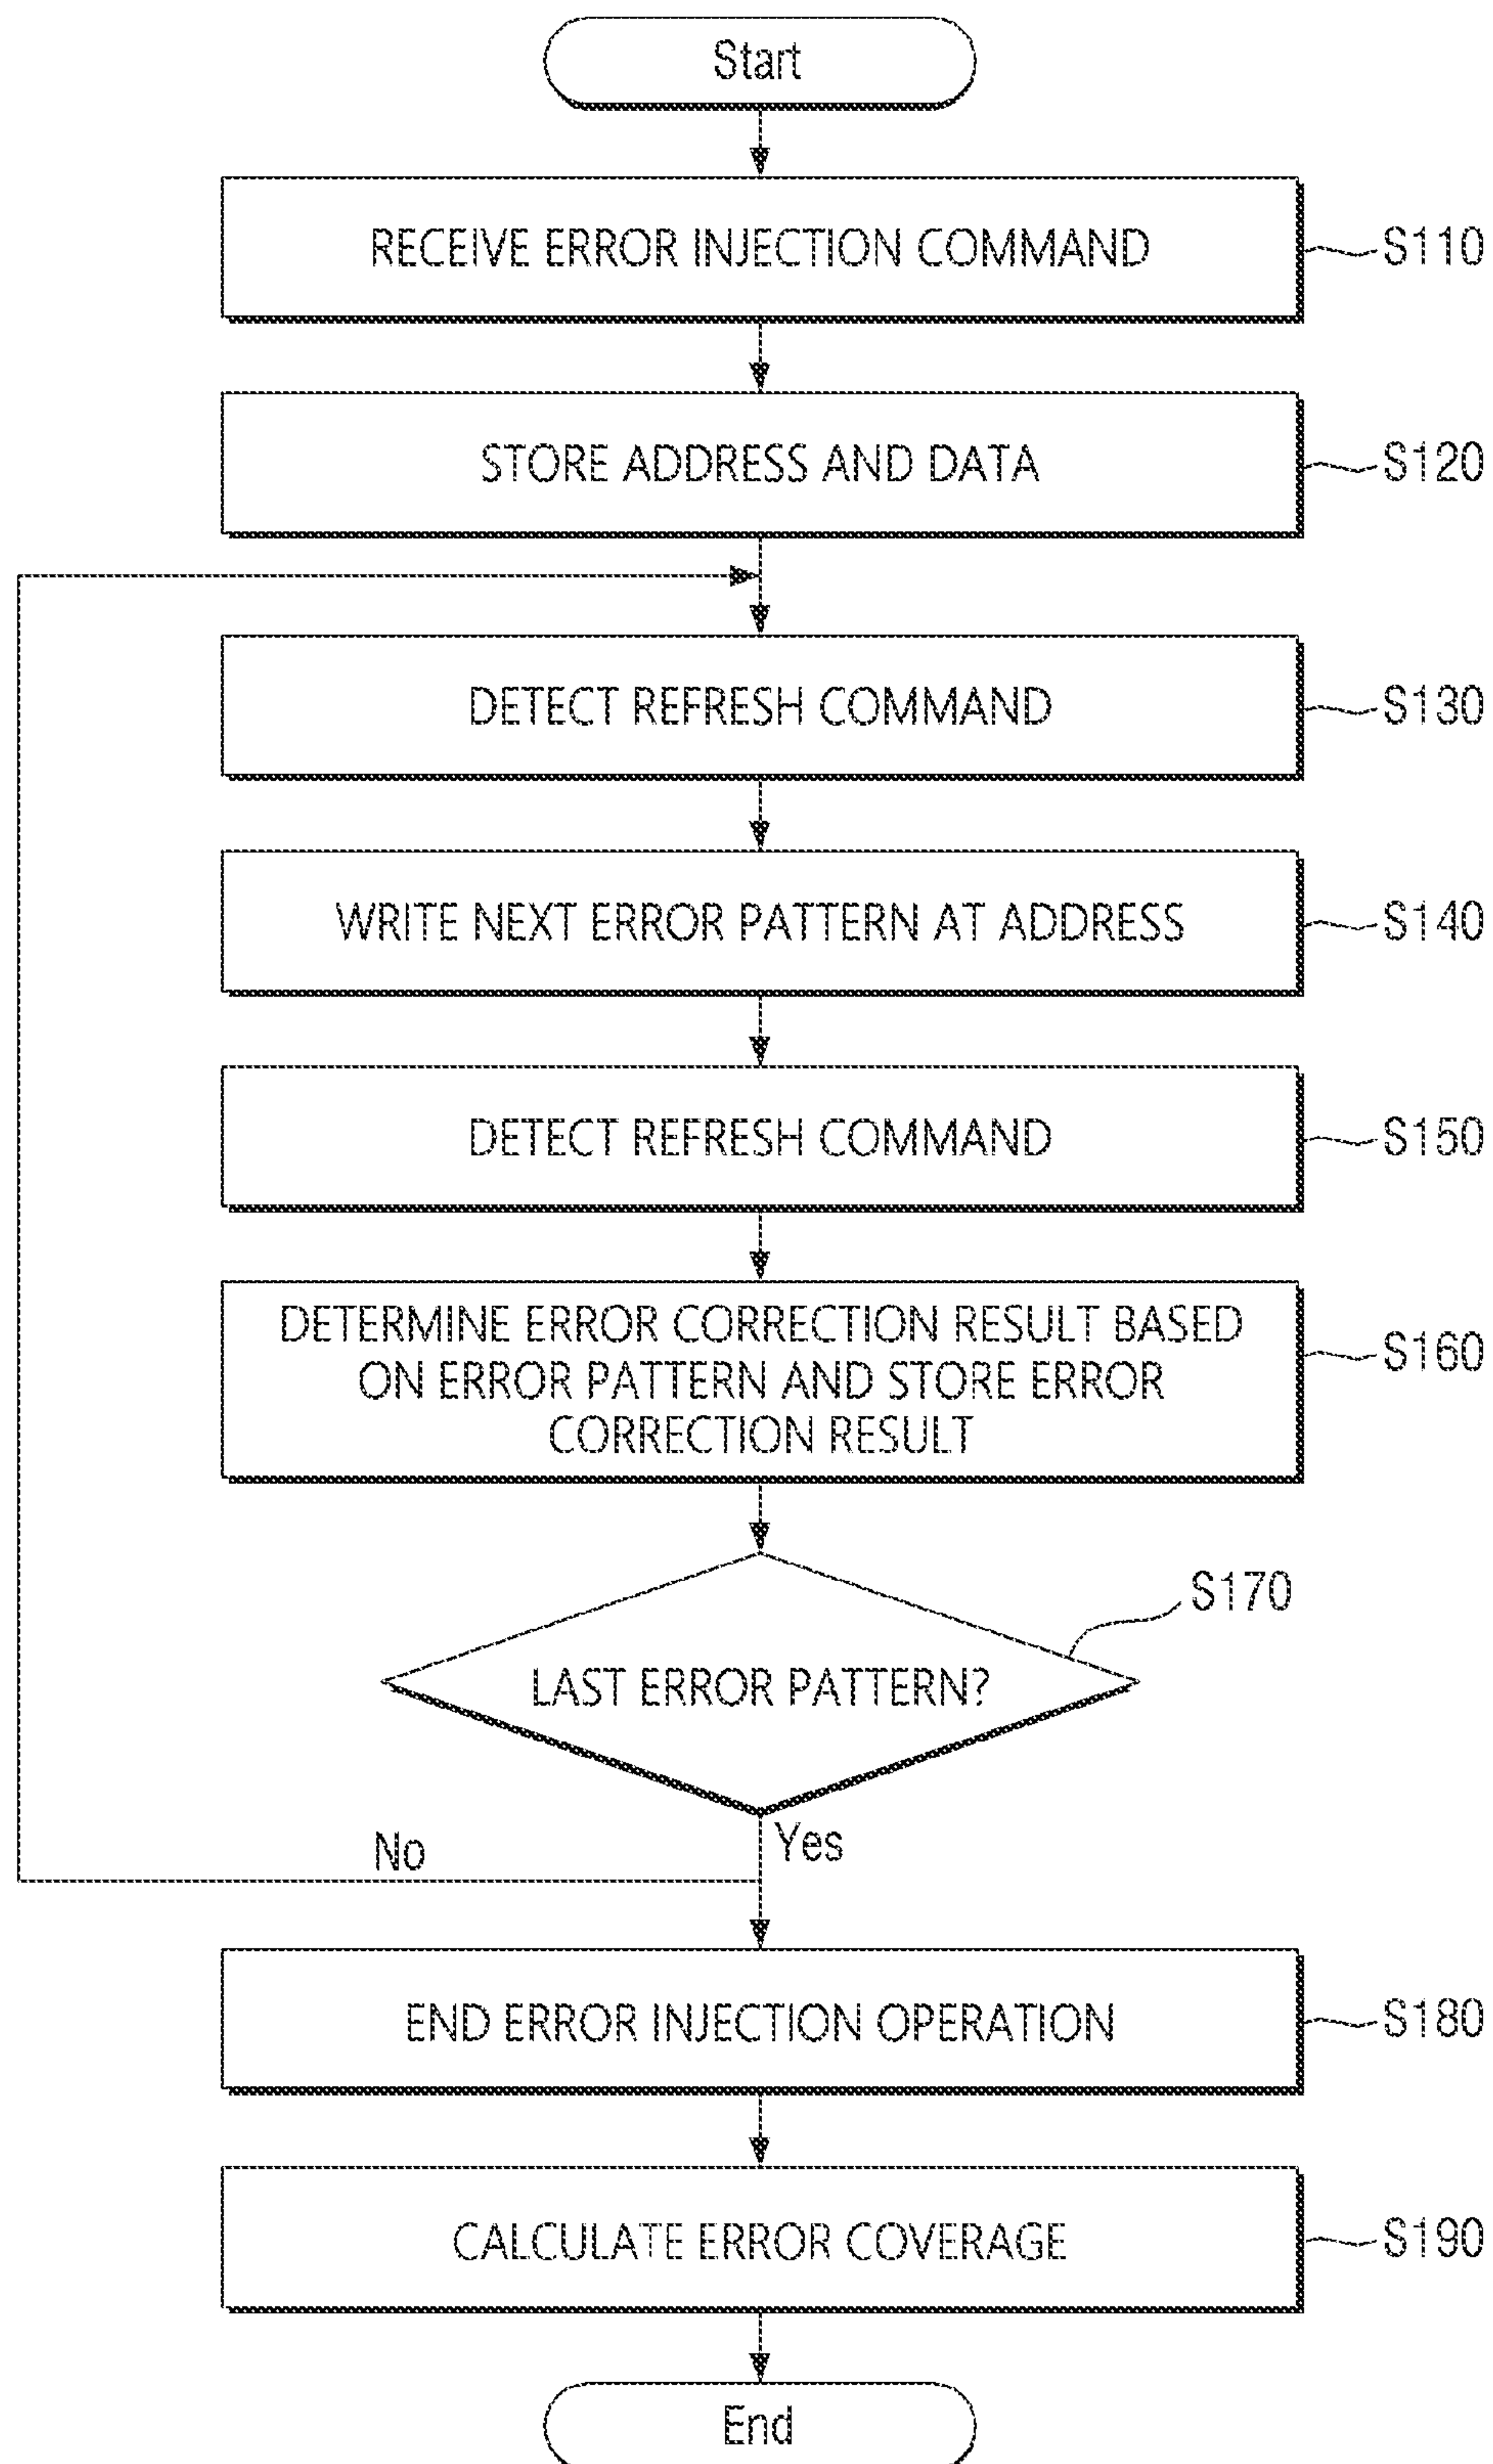 Start
RECEIVE ERROR INJECTION COMMAND
S110
STORE ADDRESS AND DATA
S120
DETECT REFRESH COMMAND
S130
WRITE NEXT ERROR PATTERN AT ADDRESS
S140
DETECT REFRESH COMMAND
S150
DETERMINE ERROR CORRECTION RESULT BASED
ON ERROR PATTERN AND STORE ERROR
CORRECTION RESULT
S160
S170
LAST ERROR PATTERN?
Yes
No
END ERROR INJECTION OPERATION
S180
CALCULATE ERROR COVERAGE
S190
End